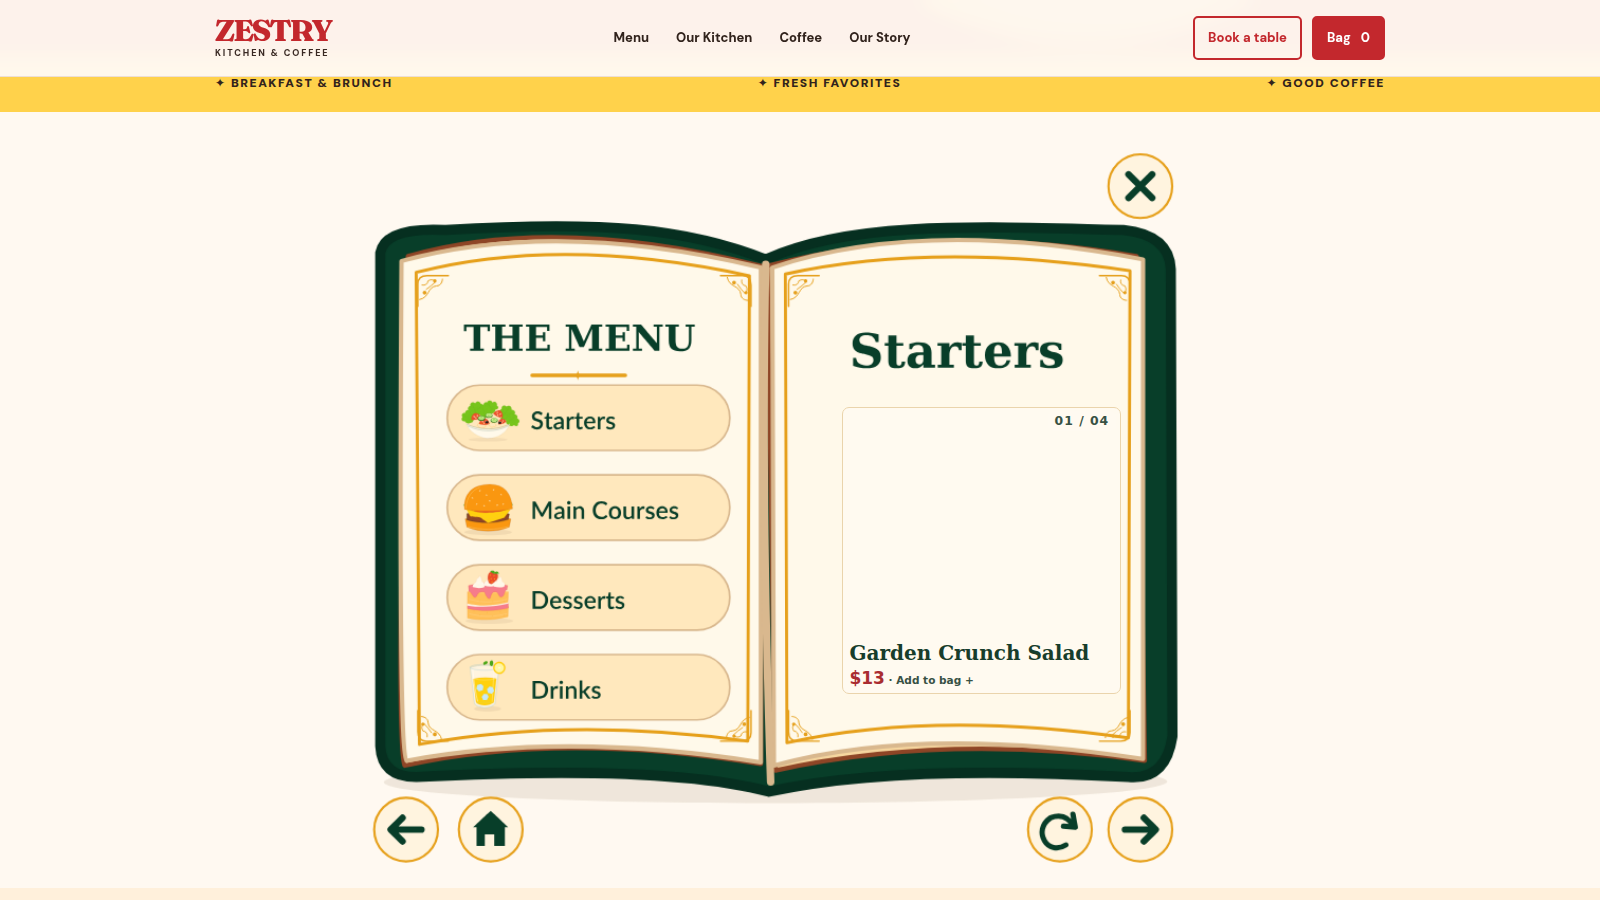 ZESTRY
KITCHEN & COFFEE
Menu
Our Kitchen
Coffee
Our Story
Book a table
Bag 0
✦ BREAKFAST & BRUNCH
✦ FRESH FAVORITES
✦ GOOD COFFEE
THE MENU
Starters
Main Courses
Desserts
Drinks
Starters
01 / 04
Garden Crunch Salad
$13 · Add to bag +